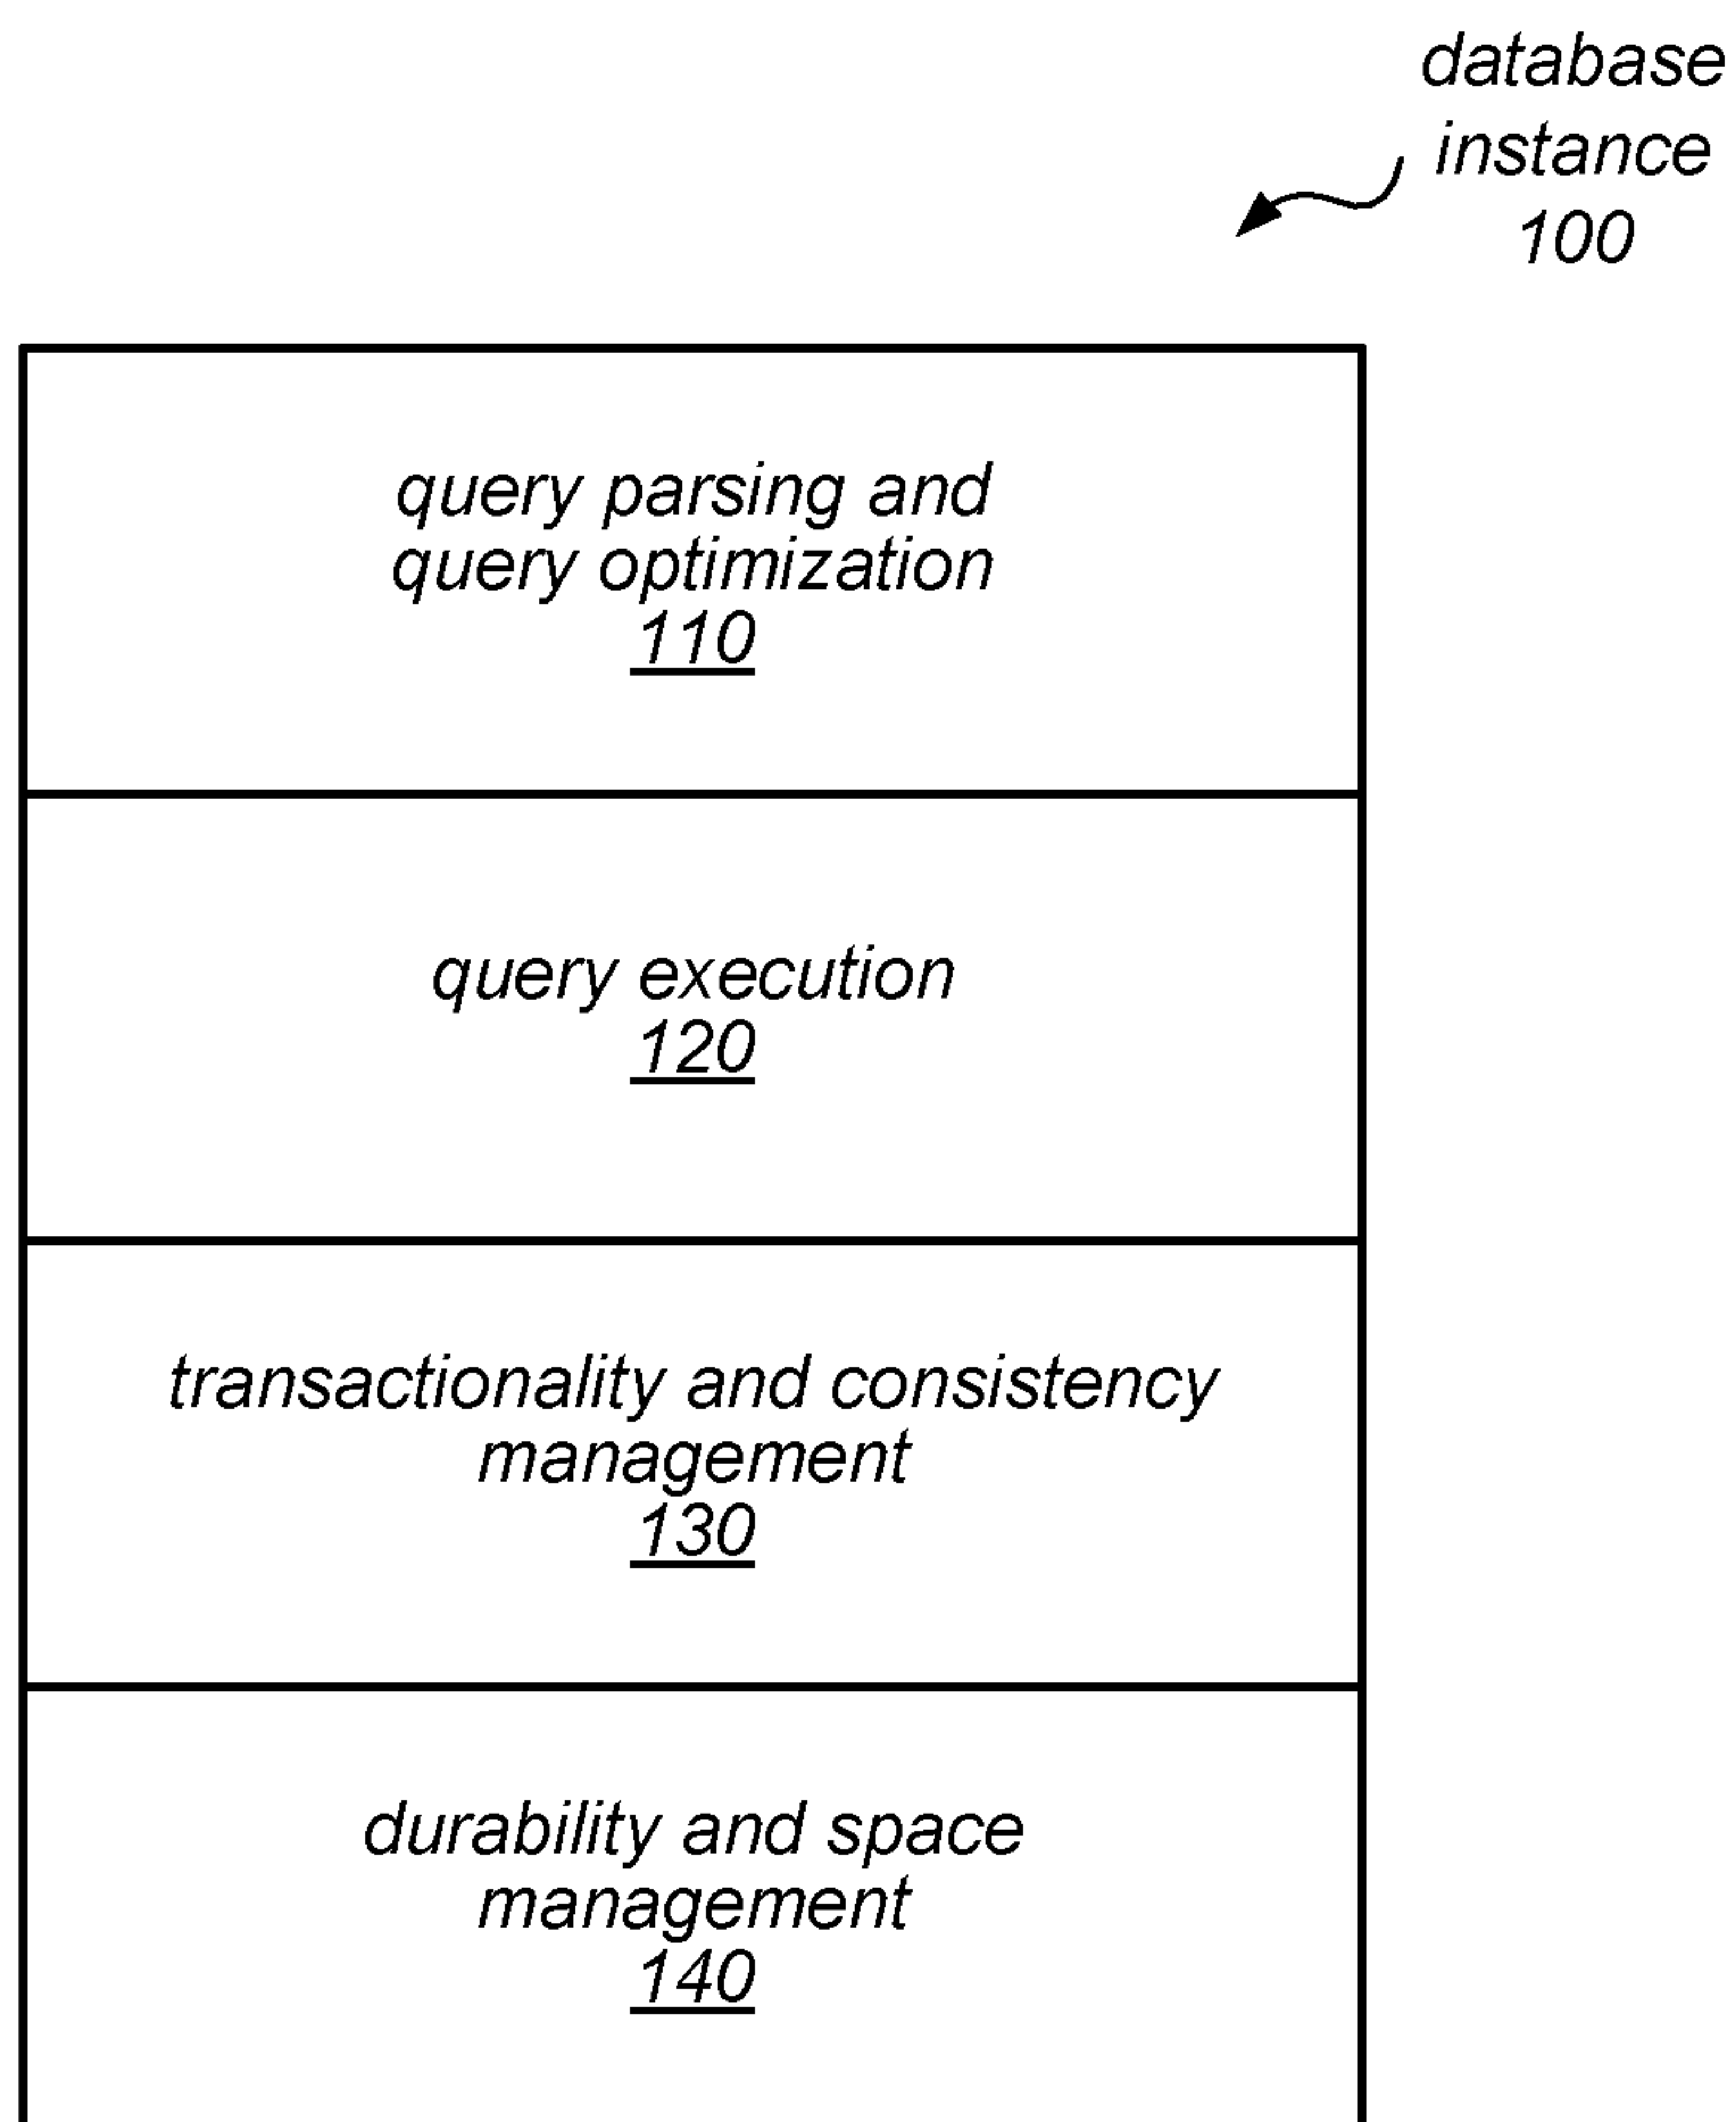 database
instance
100
query parsing and
query optimization
110
query execution
120
transactionality and consistency
management
130
durability and space
management
140